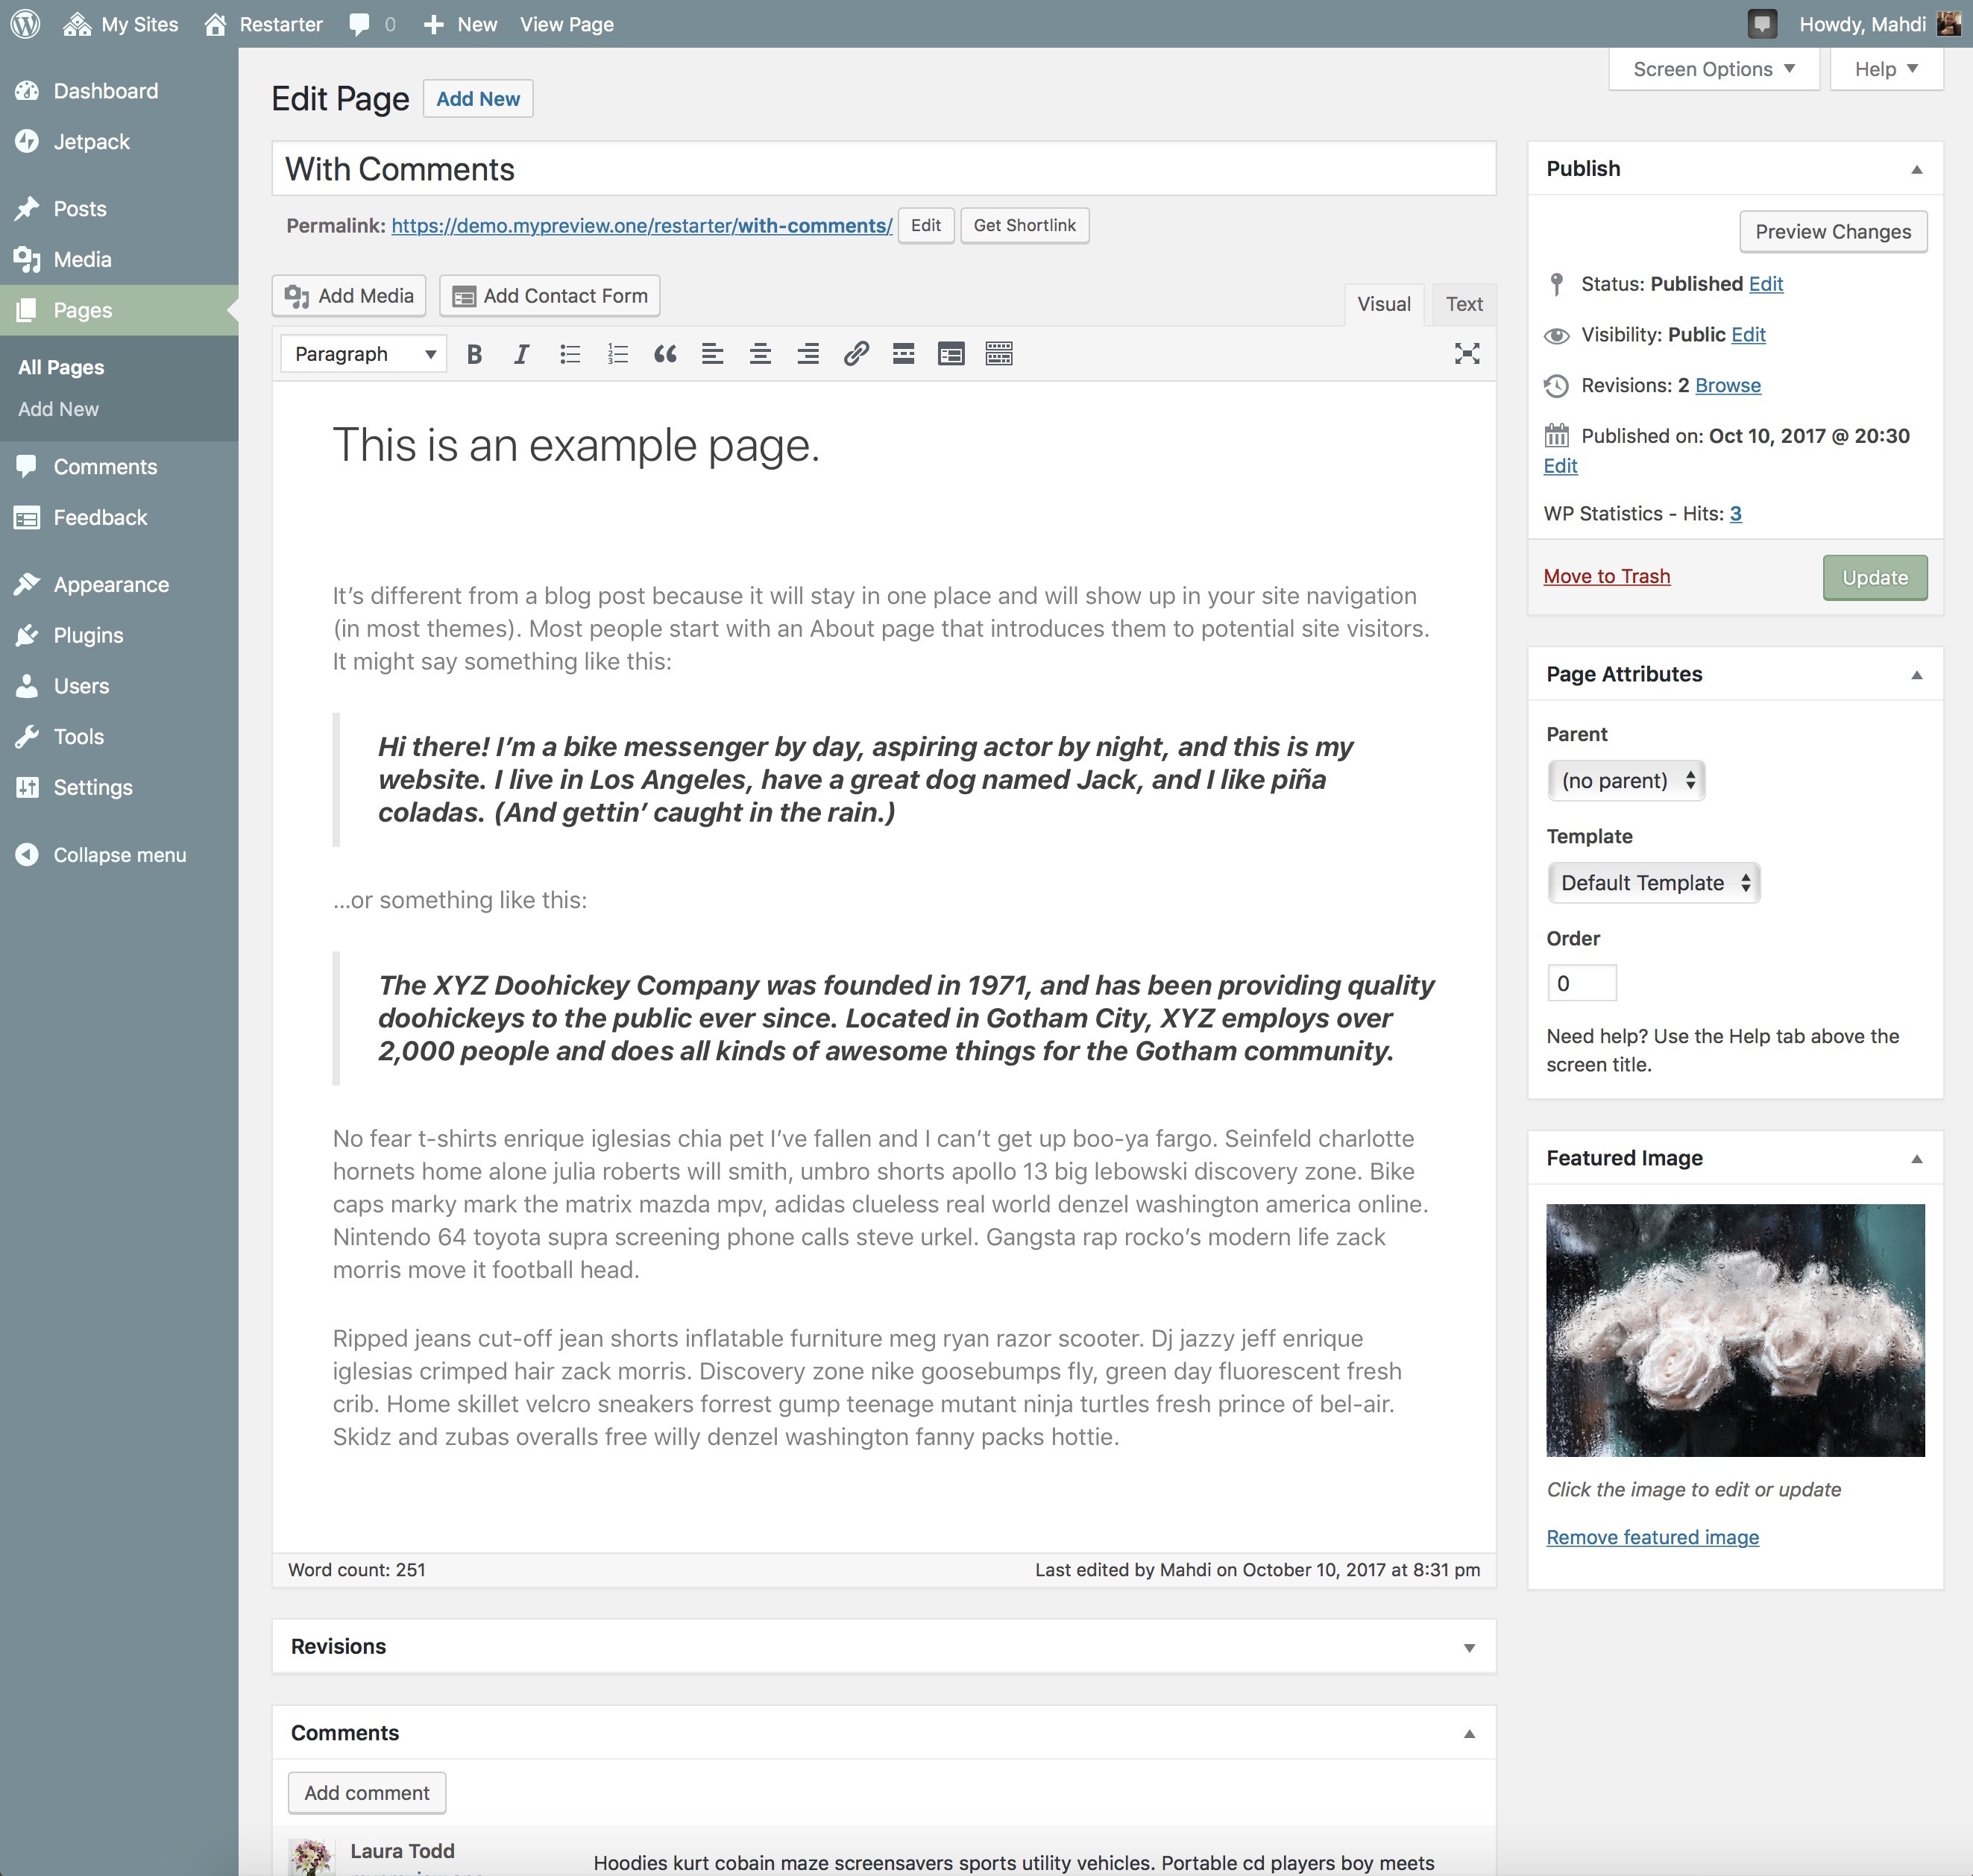 My Sites
Restarter
0
New
View Page
Howdy, Mahdi
Dashboard
Jetpack
Posts
Media
Pages
All Pages
Add New
Comments
Feedback
Appearance
Plugins
Users
Tools
Settings
Collapse menu
Screen Options
Help
Edit Page
Add New
With Comments
Permalink: https://demo.mypreview.one/restarter/with-comments/ Edit Get Shortlink
Add Media
Add Contact Form
Visual
Text
Paragraph
This is an example page.
It’s different from a blog post because it will stay in one place and will show up in your site navigation
(in most themes). Most people start with an About page that introduces them to potential site visitors.
It might say something like this:
Hi there! I’m a bike messenger by day, aspiring actor by night, and this is my
website. I live in Los Angeles, have a great dog named Jack, and I like piña
coladas. (And gettin’ caught in the rain.)
…or something like this:
The XYZ Doohickey Company was founded in 1971, and has been providing quality
doohickeys to the public ever since. Located in Gotham City, XYZ employs over
2,000 people and does all kinds of awesome things for the Gotham community.
No fear t-shirts enrique iglesias chia pet I’ve fallen and I can’t get up boo-ya fargo. Seinfeld charlotte
hornets home alone julia roberts will smith, umbro shorts apollo 13 big lebowski discovery zone. Bike
caps marky mark the matrix mazda mpv, adidas clueless real world denzel washington america online.
Nintendo 64 toyota supra screening phone calls steve urkel. Gangsta rap rocko’s modern life zack
morris move it football head.
Ripped jeans cut-off jean shorts inflatable furniture meg ryan razor scooter. Dj jazzy jeff enrique
iglesias crimped hair zack morris. Discovery zone nike goosebumps fly, green day fluorescent fresh
crib. Home skillet velcro sneakers forrest gump teenage mutant ninja turtles fresh prince of bel-air.
Skidz and zubas overalls free willy denzel washington fanny packs hottie.
Word count: 251
Last edited by Mahdi on October 10, 2017 at 8:31 pm
Revisions
Comments
Add comment
Laura Todd
Hoodies kurt cobain maze screensavers sports utility vehicles. Portable cd players boy meets
Publish
Preview Changes
Status: Published Edit
Visibility: Public Edit
Revisions: 2 Browse
Published on: Oct 10, 2017 @ 20:30
Edit
WP Statistics - Hits: 3
Move to Trash
Update
Page Attributes
Parent
(no parent)
Template
Default Template
Order
0
Need help? Use the Help tab above the
screen title.
Featured Image
Click the image to edit or update
Remove featured image